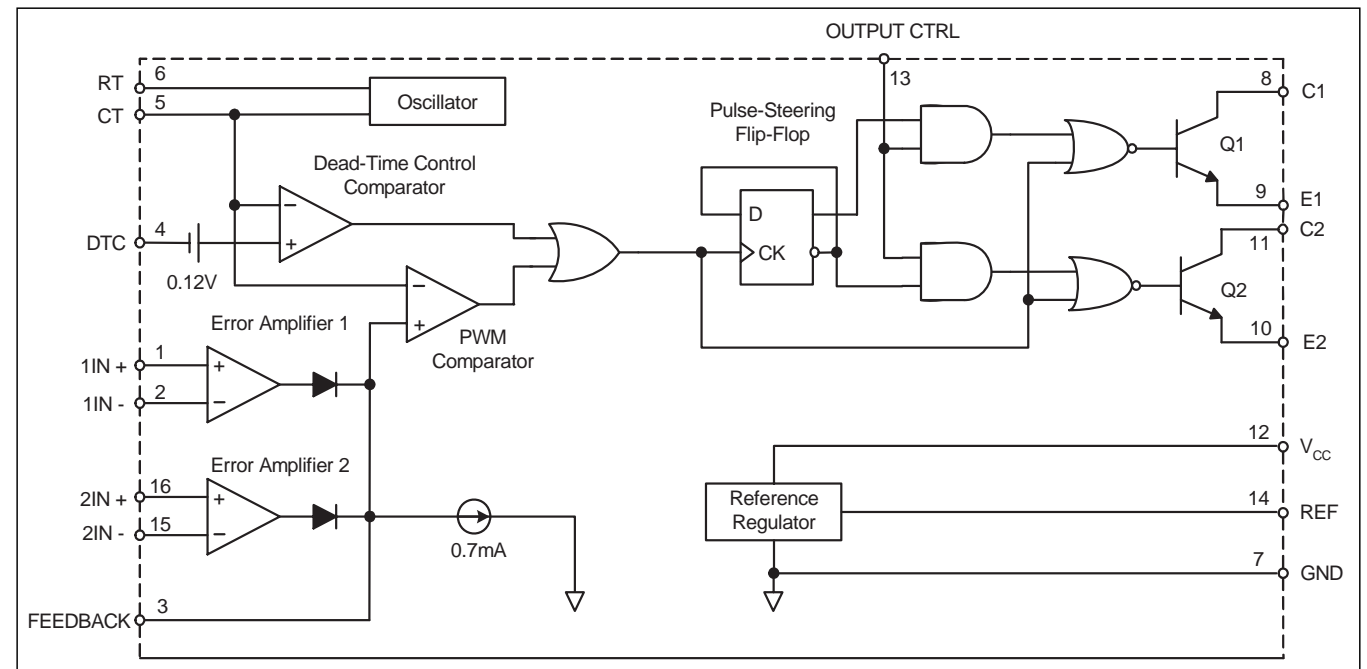 OUTPUT CTRL
13
RT
6
CT
5
Oscillator
Pulse-Steering
Flip-Flop
8
C1
Q1
9
E1
Dead-Time Control
Comparator
−
+
DTC
4
0.12V
D
CK
C2
11
Q2
10
E2
−
+
PWM
Comparator
Error Amplifier 1
1IN +
1
+
1IN -
2
−
Error Amplifier 2
2IN +
16
+
2IN -
15
−
0.7mA
FEEDBACK
3
12
VCC
Reference
Regulator
14
REF
7
GND